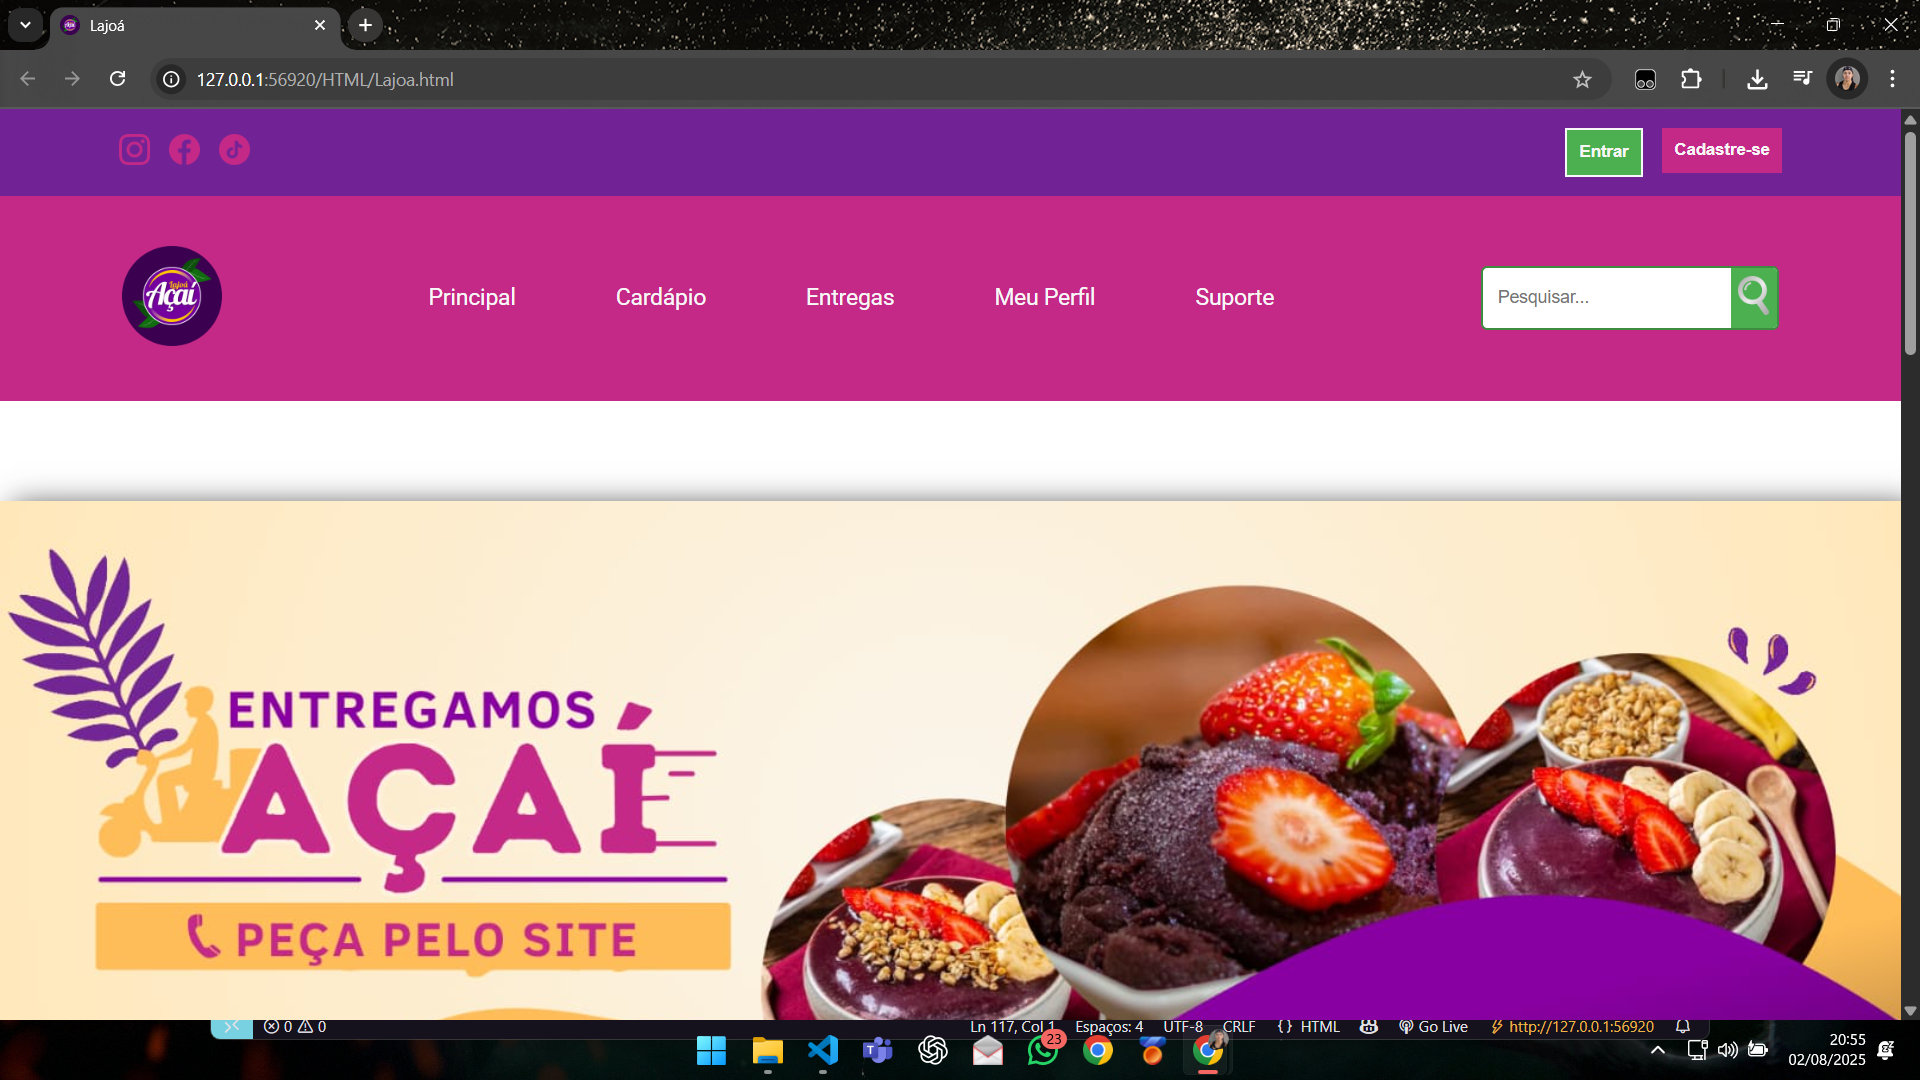 Lajoá
127.0.0.1:56920/HTML/Lajoa.html
Entrar
Cadastre-se
Lajoá
Açaí
Principal
Cardápio
Entregas
Meu Perfil
Suporte
Pesquisar...
ENTREGAMOS
AÇAÍ
PEÇA PELO SITE
0 0
Ln 117, Col 1
Espaços: 4
UTF-8
CRLF
{} HTML
Go Live
http://127.0.0.1:56920
23
20:55
02/08/2025